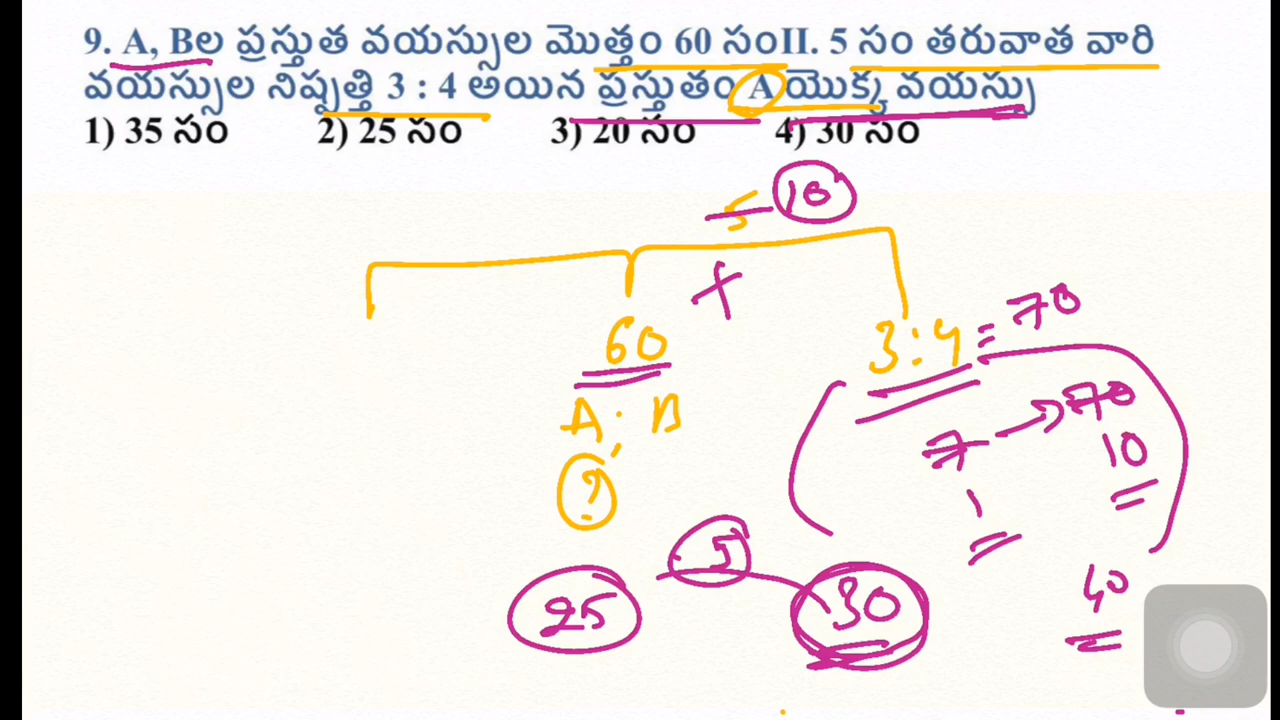 9. A, Bల ప్రస్తుత వయస్సుల మొత్తం 60 సంII. 5 సం తరువాత వారి
వయస్సుల నిష్పత్తి 3 : 4 అయిన ప్రస్తుతం A యొక్క వయస్సు
1) 35 సం 2) 25 సం 3) 20 సం 4) 30 సం
5 10
60 3:4 = 70
A : B 7 → 70
? 1 10
5
25 30 40